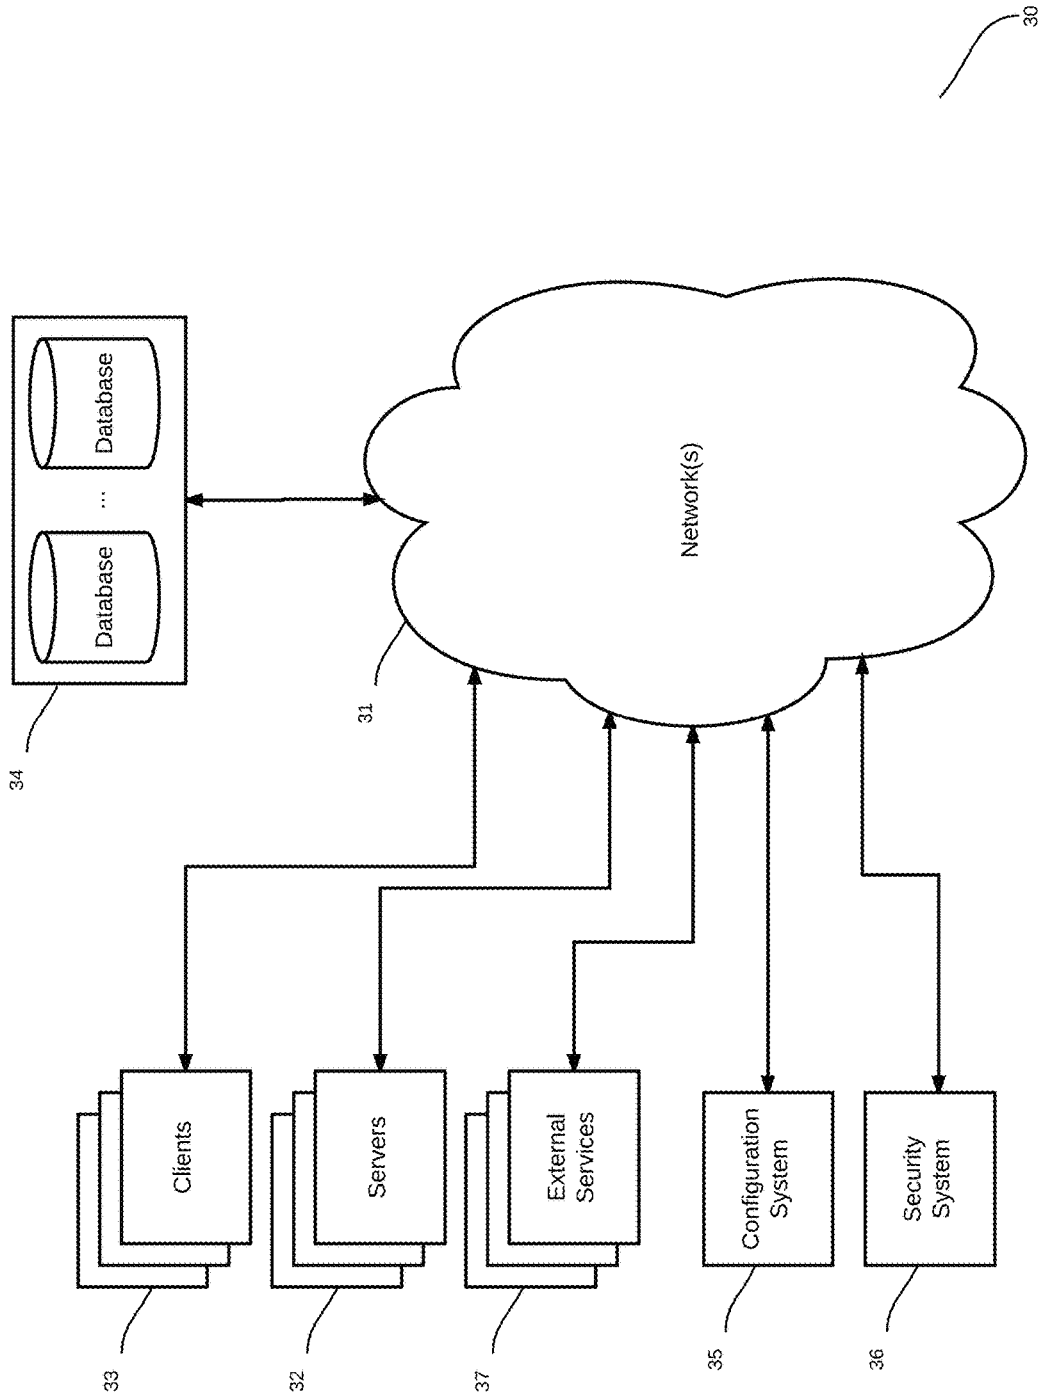 33
Clients
32
Servers
37
External
Services
35
Configuration
System
36
Security
System
34
Database
...
Database
31
Network(s)
30